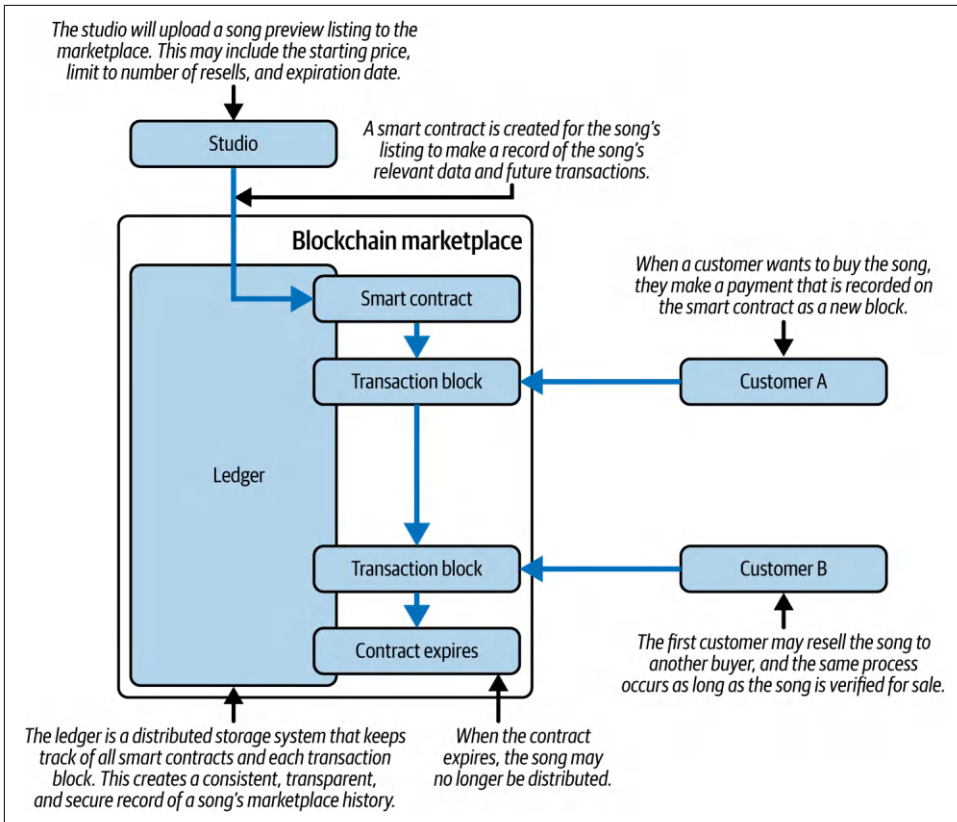 The studio will upload a song preview listing to the
marketplace. This may include the starting price,
limit to number of resells, and expiration date.
Studio
A smart contract is created for the song's
listing to make a record of the song's
relevant data and future transactions.
Blockchain marketplace
Smart contract
When a customer wants to buy the song,
they make a payment that is recorded on
the smart contract as a new block.
Transaction block
Customer A
Ledger
Transaction block
Customer B
Contract expires
The first customer may resell the song to
another buyer, and the same process
occurs as long as the song is verified for sale.
The ledger is a distributed storage system that keeps
track of all smart contracts and each transaction
block. This creates a consistent, transparent,
and secure record of a song's marketplace history.
When the contract
expires, the song may
no longer be distributed.